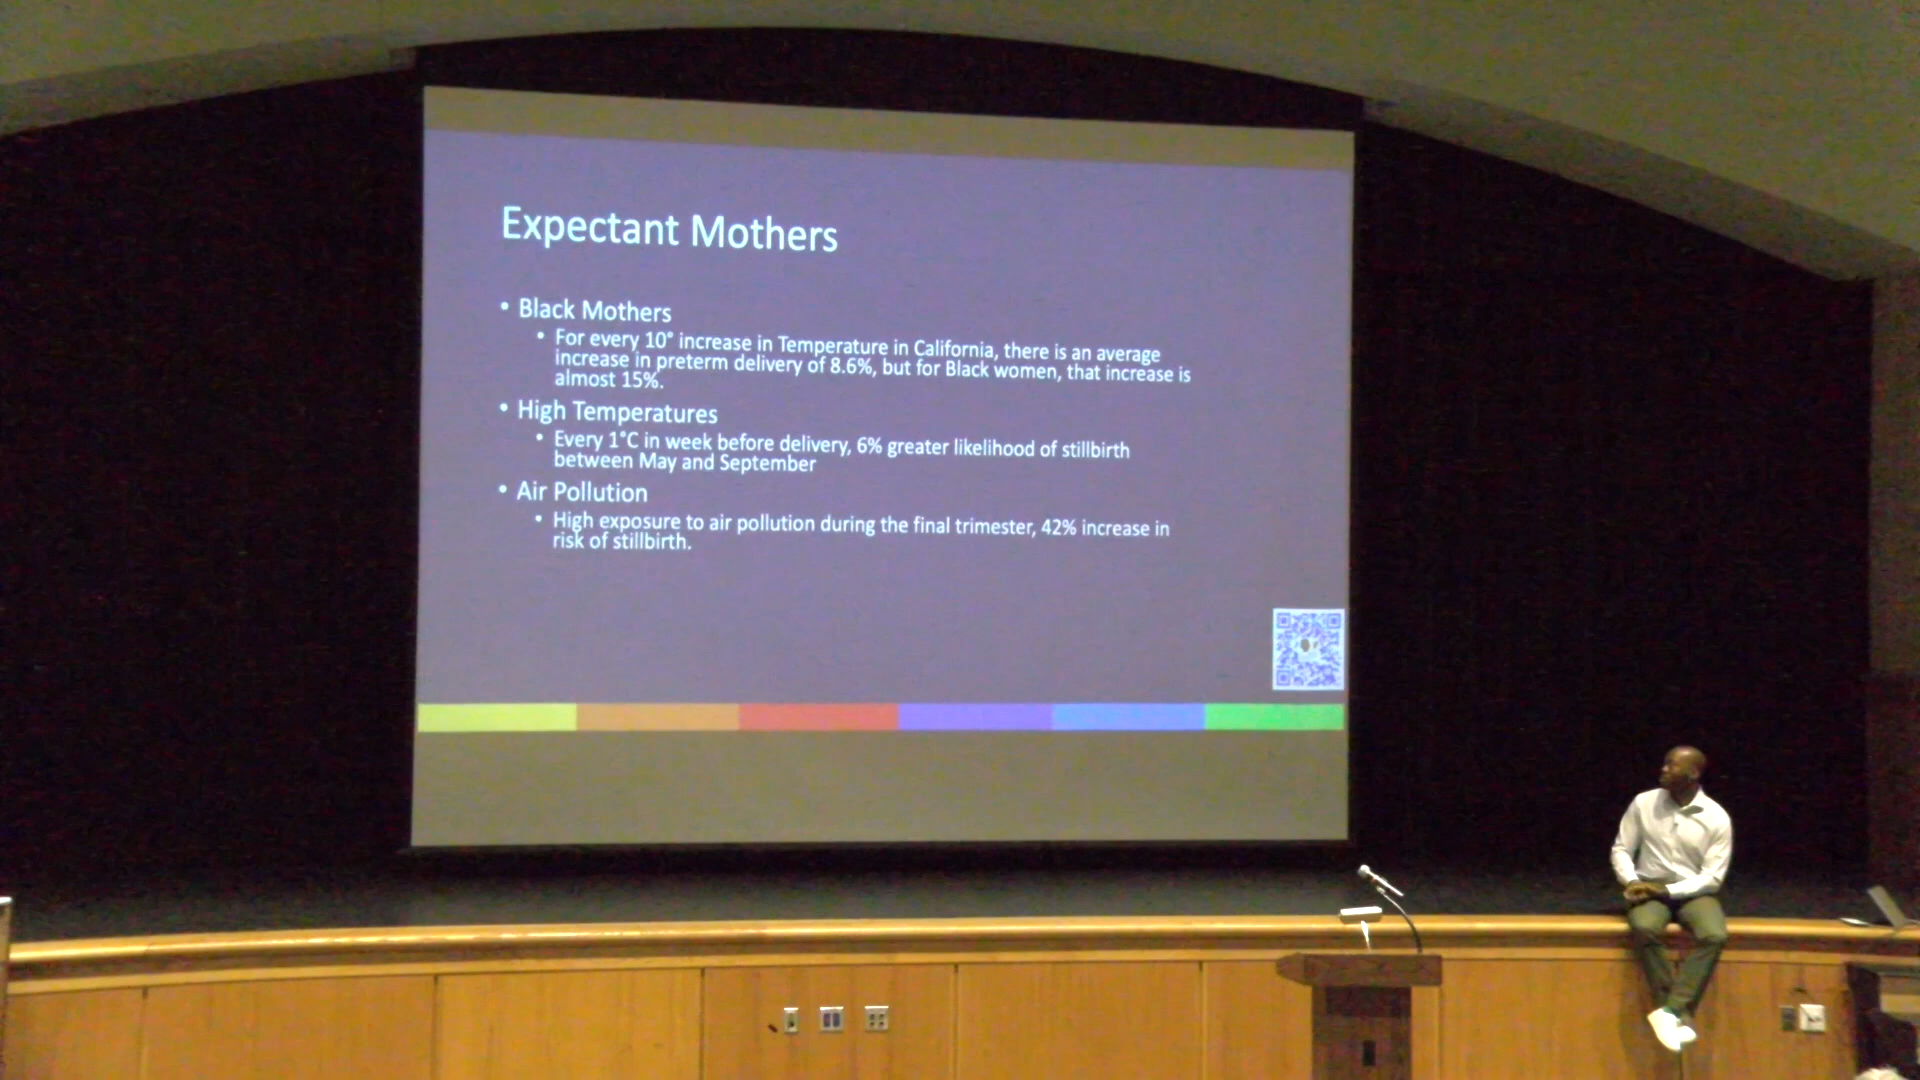 Expectant Mothers
• Black Mothers
• For every 10° increase in Temperature in California, there is an average
increase in preterm delivery of 8.6%, but for Black women, that increase is
almost 15%.
• High Temperatures
• Every 1°C in week before delivery, 6% greater likelihood of stillbirth
between May and September
• Air Pollution
• High exposure to air pollution during the final trimester, 42% increase in
risk of stillbirth.